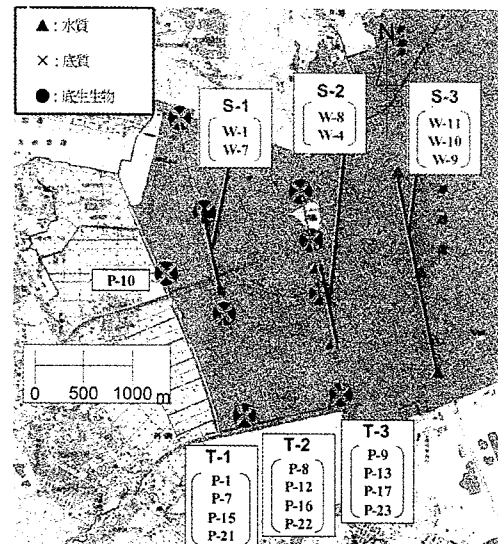 ▲ : 水質
× : 底質
● : 底生生物
N
S-1
W-1
W-7
S-2
W-8
W-4
S-3
W-11
W-10
W-9
P-10
0 500 1000 m
T-1
P-1
P-7
P-15
P-21
T-2
P-8
P-12
P-16
P-22
T-3
P-9
P-13
P-17
P-23